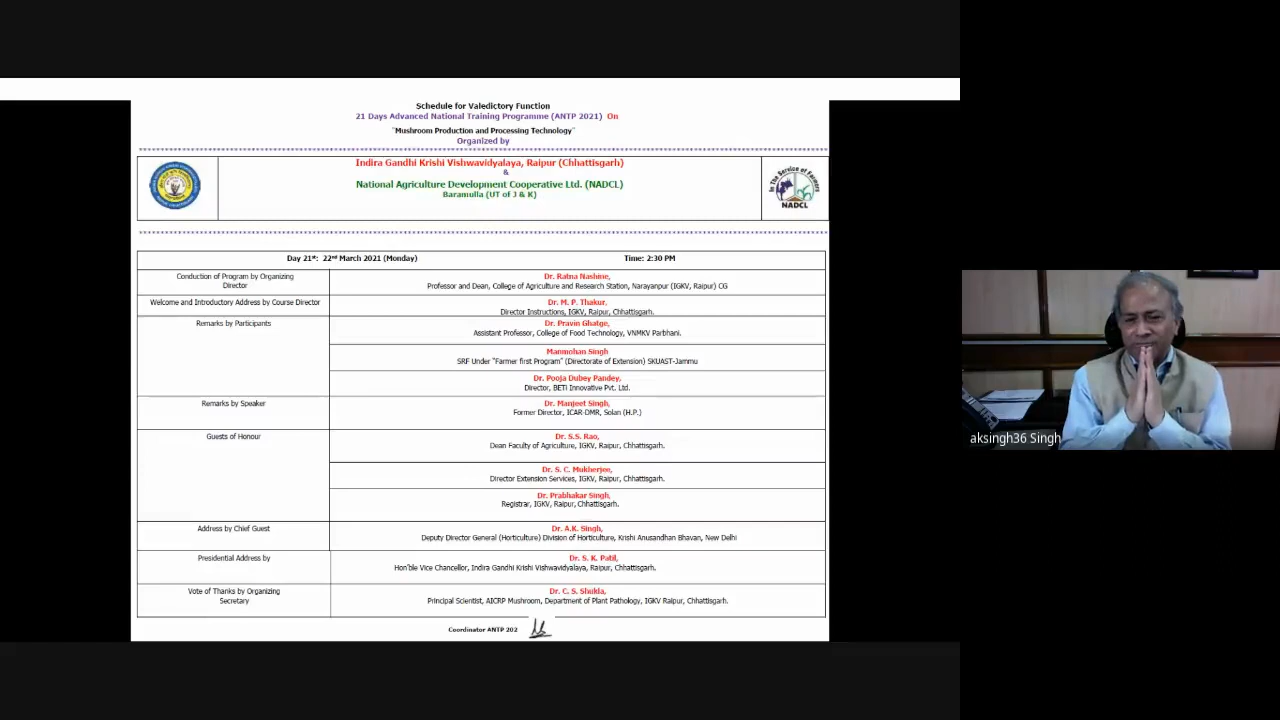 Schedule for Valedictory Function
21 Days Advanced National Training Programme (ANTP 2021) On
"Mushroom Production and Processing Technology"
Organized by
Indira Gandhi Krishi Vishwavidyalaya, Raipur (Chhattisgarh)
&
National Agriculture Development Cooperative Ltd. (NADCL)
Baramulla (UT of J & K)
In The Service of Farmers
NADCL
Day 21st: 22nd March 2021 (Monday) Time: 2:30 PM
Conduction of Program by Organizing
Director
Dr. Ratna Nashine,
Professor and Dean, College of Agriculture and Research Station, Narayanpur (IGKV, Raipur) CG
Welcome and Introductory Address by Course Director
Dr. M. P. Thakur,
Director Instructions, IGKV, Raipur, Chhattisgarh.
Remarks by Participants
Dr. Pravin Ghatge,
Assistant Professor, College of Food Technology, VNMKV Parbhani.
Manmohan Singh
SRF Under "Farmer first Program" (Directorate of Extension) SKUAST-Jammu
Dr. Pooja Dubey Pandey,
Director, BETi Innovative Pvt. Ltd.
Remarks by Speaker
Dr. Manjeet Singh,
Former Director, ICAR-DMR, Solan (H.P.)
Guests of Honour
Dr. S.S. Rao,
Dean Faculty of Agriculture, IGKV, Raipur, Chhattisgarh.
Dr. S. C. Mukherjee,
Director Extension Services, IGKV, Raipur, Chhattisgarh.
Dr. Prabhakar Singh,
Registrar, IGKV, Raipur, Chhattisgarh.
Address by Chief Guest
Dr. A.K. Singh,
Deputy Director General (Horticulture) Division of Horticulture, Krishi Anusandhan Bhavan, New Delhi
Presidential Address by
Dr. S. K. Patil,
Hon'ble Vice Chancellor, Indira Gandhi Krishi Vishwavidyalaya, Raipur, Chhattisgarh.
Vote of Thanks by Organizing
Secretary
Dr. C. S. Shukla,
Principal Scientist, AICRP Mushroom, Department of Plant Pathology, IGKV Raipur, Chhattisgarh.
Coordinator ANTP 202
aksingh36 Singh